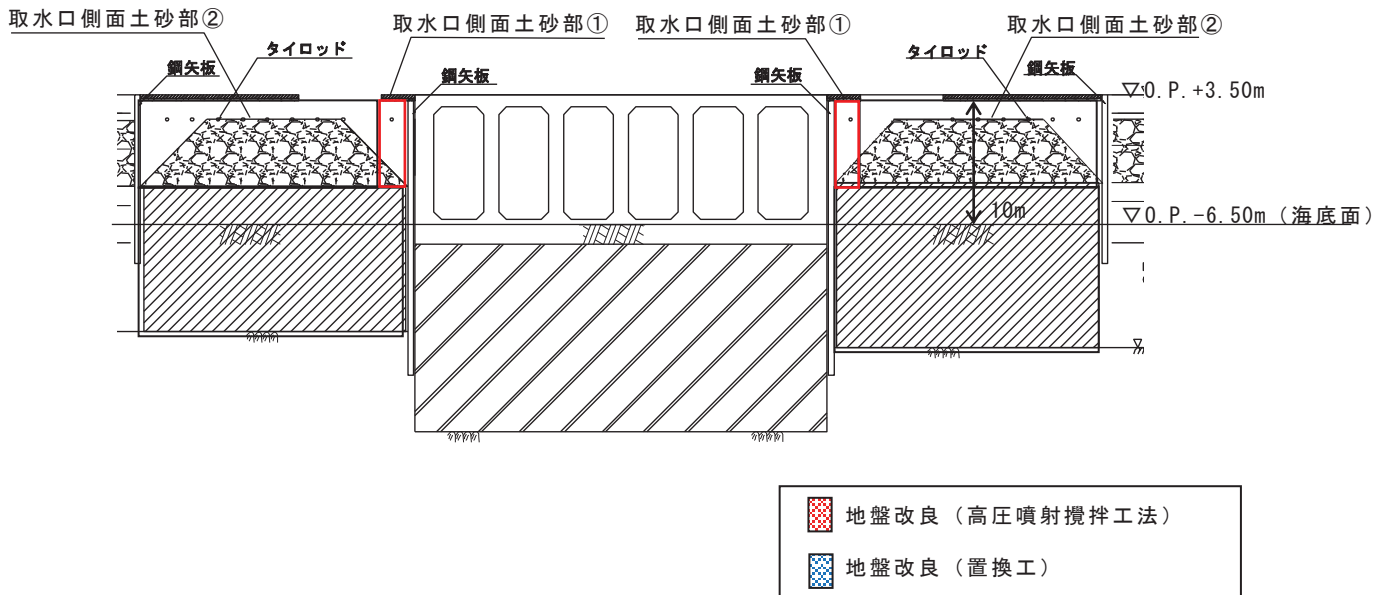 取水口側面土砂部②
取水口側面土砂部①
取水口側面土砂部①
取水口側面土砂部②
タイロッド
タイロッド
鋼矢板
鋼矢板
鋼矢板
鋼矢板
▽O.P.+3.50m
10m
▽O.P.-6.50m（海底面）
地盤改良（高圧噴射攪拌工法）
地盤改良（置換工）